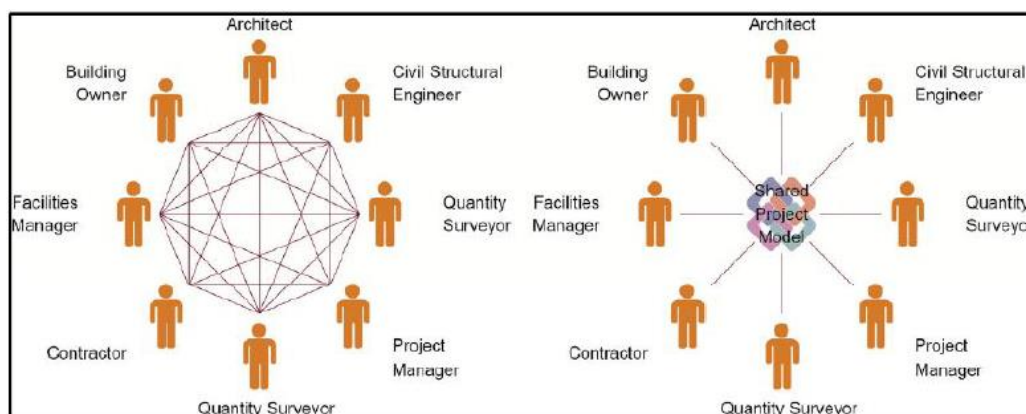 Architect
Building
Owner
Civil Structural
Engineer
Facilities
Manager
Quantity
Surveyor
Contractor
Project
Manager
Quantity Surveyor
Architect
Building
Owner
Civil Structural
Engineer
Facilities
Manager
Shared
Project
Model
Quantity
Surveyor
Contractor
Project
Manager
Quantity Surveyor